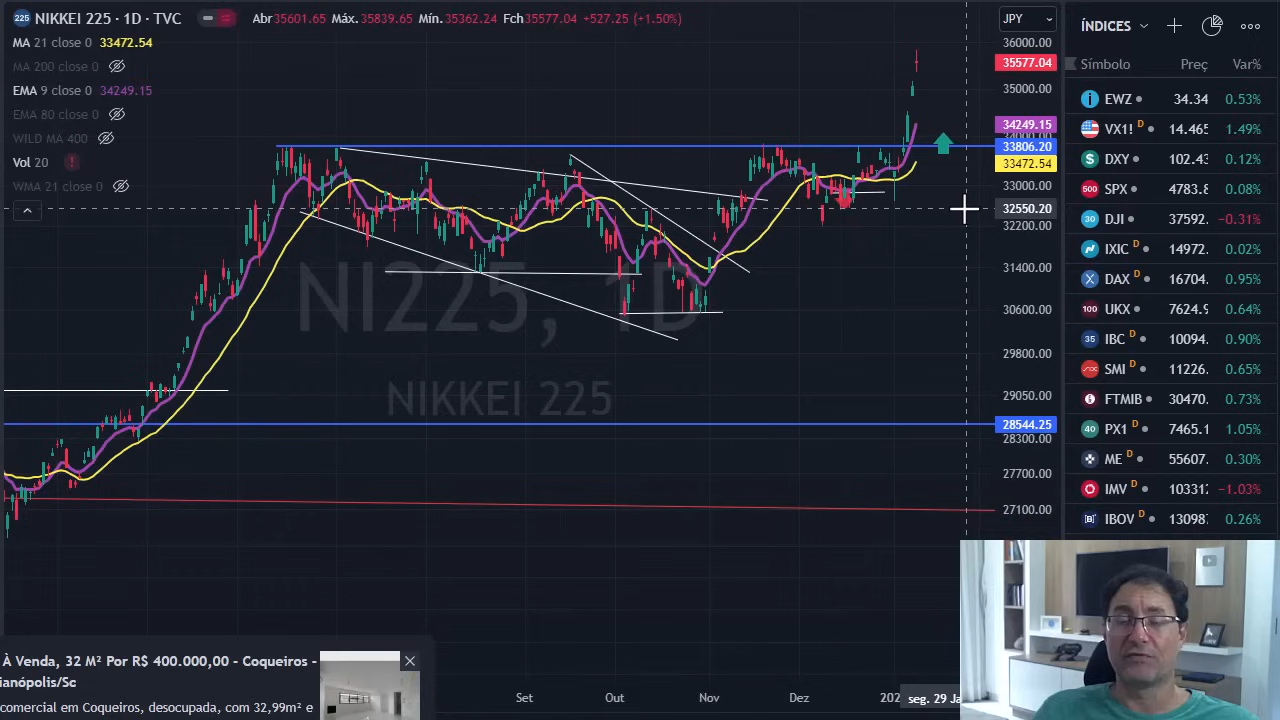 NIKKEI 225 · 1D · TVC
Abr35601.65 Máx.35839.65 Mín.35362.24 Fch35577.04 +527.25 (+1.50%)
MA 21 close 0 33472.54
MA 200 close 0
EMA 9 close 0 34249.15
EMA 80 close 0
WILD MA 400
Vol 20
WMA 21 close 0
NI225, 1D
NIKKEI 225
JPY
36000.00
35577.04
35000.00
34249.15
34000.00
33806.20
33472.54
33000.00
32550.20
32200.00
31400.00
30600.00
29800.00
29050.00
28544.25
28300.00
27700.00
27100.00
Set Out Nov Dez 202 seg. 29 Ja
ÍNDICES
Símbolo Preç Var%
EWZ 34.34 0.53%
VX1! D 14.465 1.49%
DXY 102.43 0.12%
SPX 4783.8 0.08%
DJI 37592. −0.31%
IXIC D 14972. 0.02%
DAX D 16704. 0.95%
UKX 7624.9 0.64%
IBC D 10094. 0.90%
SMI D 11226. 0.65%
FTMIB 30470. 0.73%
PX1 D 7465.1 1.05%
ME D 55607. 0.30%
IMV D 103312 −1.03%
IBOV D 130987 0.26%
À Venda, 32 M² Por R$ 400.000,00 - Coqueiros -
ianópolis/Sc
comercial em Coqueiros, desocupada, com 32,99m² e